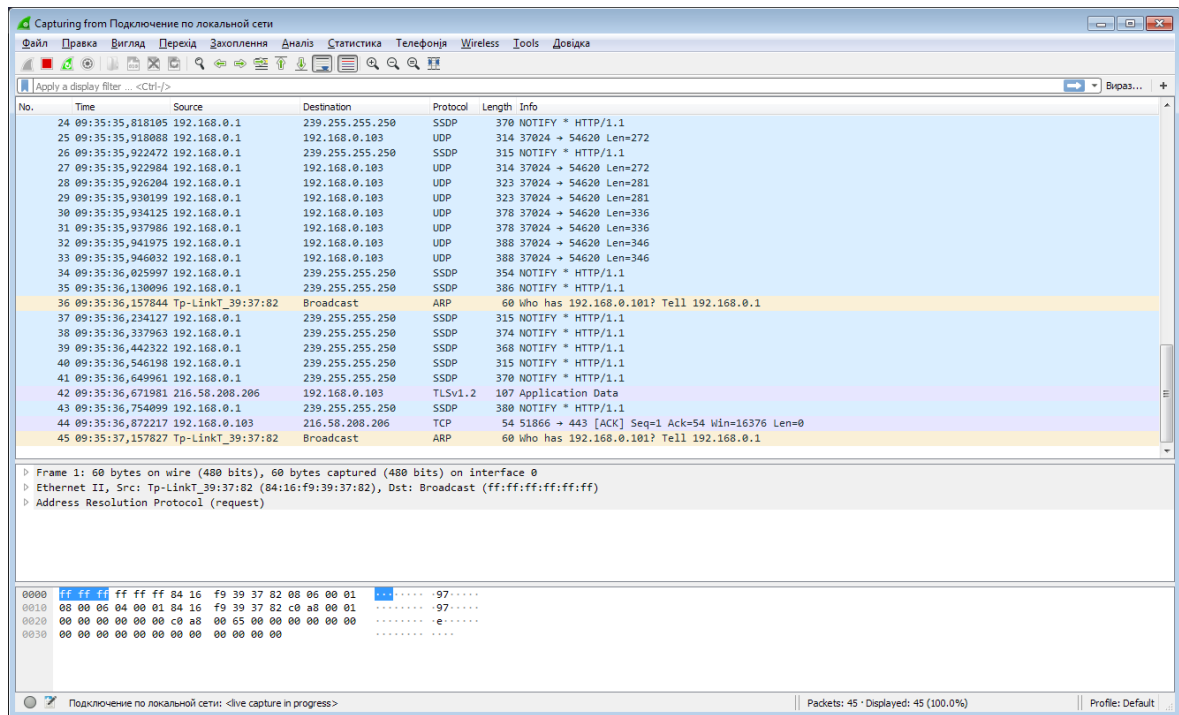 Capturing from Подключение по локальной сети
Файл Правка Вигляд Перехід Захоплення Аналіз Статистика Телефонія Wireless Tools Довідка
Apply a display filter ... <Ctrl-/> Вираз... +
No. Time Source Destination Protocol Length Info
24 09:35:35,818105 192.168.0.1 239.255.255.250 SSDP 370 NOTIFY * HTTP/1.1
25 09:35:35,918088 192.168.0.1 192.168.0.103 UDP 314 37024 → 54620 Len=272
26 09:35:35,922472 192.168.0.1 239.255.255.250 SSDP 315 NOTIFY * HTTP/1.1
27 09:35:35,922984 192.168.0.1 192.168.0.103 UDP 314 37024 → 54620 Len=272
28 09:35:35,926204 192.168.0.1 192.168.0.103 UDP 323 37024 → 54620 Len=281
29 09:35:35,930199 192.168.0.1 192.168.0.103 UDP 323 37024 → 54620 Len=281
30 09:35:35,934125 192.168.0.1 192.168.0.103 UDP 378 37024 → 54620 Len=336
31 09:35:35,937986 192.168.0.1 192.168.0.103 UDP 378 37024 → 54620 Len=336
32 09:35:35,941975 192.168.0.1 192.168.0.103 UDP 388 37024 → 54620 Len=346
33 09:35:35,946032 192.168.0.1 192.168.0.103 UDP 388 37024 → 54620 Len=346
34 09:35:36,025997 192.168.0.1 239.255.255.250 SSDP 354 NOTIFY * HTTP/1.1
35 09:35:36,130096 192.168.0.1 239.255.255.250 SSDP 386 NOTIFY * HTTP/1.1
36 09:35:36,157844 Tp-LinkT_39:37:82 Broadcast ARP 60 Who has 192.168.0.101? Tell 192.168.0.1
37 09:35:36,234127 192.168.0.1 239.255.255.250 SSDP 315 NOTIFY * HTTP/1.1
38 09:35:36,337963 192.168.0.1 239.255.255.250 SSDP 374 NOTIFY * HTTP/1.1
39 09:35:36,442322 192.168.0.1 239.255.255.250 SSDP 368 NOTIFY * HTTP/1.1
40 09:35:36,546198 192.168.0.1 239.255.255.250 SSDP 315 NOTIFY * HTTP/1.1
41 09:35:36,649961 192.168.0.1 239.255.255.250 SSDP 370 NOTIFY * HTTP/1.1
42 09:35:36,671981 216.58.208.206 192.168.0.103 TLSv1.2 107 Application Data
43 09:35:36,754099 192.168.0.1 239.255.255.250 SSDP 380 NOTIFY * HTTP/1.1
44 09:35:36,872217 192.168.0.103 216.58.208.206 TCP 54 51866 → 443 [ACK] Seq=1 Ack=54 Win=16376 Len=0
45 09:35:37,157827 Tp-LinkT_39:37:82 Broadcast ARP 60 Who has 192.168.0.101? Tell 192.168.0.1
Frame 1: 60 bytes on wire (480 bits), 60 bytes captured (480 bits) on interface 0
Ethernet II, Src: Tp-LinkT_39:37:82 (84:16:f9:39:37:82), Dst: Broadcast (ff:ff:ff:ff:ff:ff)
Address Resolution Protocol (request)
0000 ff ff ff ff ff ff 84 16 f9 39 37 82 08 06 00 01 ········ ·97·····
0010 08 00 06 04 00 01 84 16 f9 39 37 82 c0 a8 00 01 ········ ·97·····
0020 00 00 00 00 00 00 c0 a8 00 65 00 00 00 00 00 00 ········ ·e······
0030 00 00 00 00 00 00 00 00 00 00 00 00 ········ ····
Подключение по локальной сети: <live capture in progress> Packets: 45 · Displayed: 45 (100.0%) Profile: Default